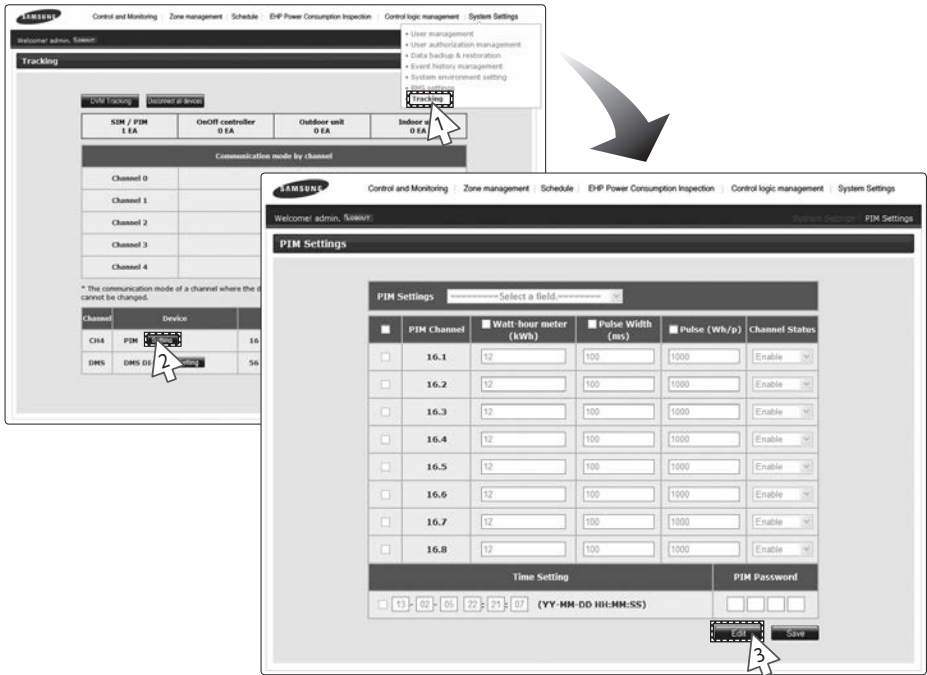 SAMSUNG Control and Monitoring Zone management Schedule EHP Power Consumption Inspection Control logic management System Settings
Welcome! admin, LOGOUT
• User management
• User authorization management
• Data backup & restoration
• Event history management
• System environment setting
Tracking
1
Tracking
DVM Tracking Disconnect all devices
SIM / PIM OnOff controller Outdoor unit Indoor
1 EA 0 EA 0 EA 0 EA
Communication mode by channel
Channel 0
Channel 1
Channel 2
Channel 3
Channel 4
* The communication mode of a channel where the d
cannot be changed.
Channel Device
CH4 PIM Setting 16
DMS DMS DI 56
2
SAMSUNG Control and Monitoring Zone management Schedule EHP Power Consumption Inspection Control logic management System Settings
Welcome! admin, LOGOUT System Settings PIM Settings
PIM Settings
PIM Settings ----------Select a field.----------
PIM Channel Watt-hour meter (kWh) Pulse Width (ms) Pulse (Wh/p) Channel Status
16.1 12 100 1000 Enable
16.2 12 100 1000 Enable
16.3 12 100 1000 Enable
16.4 12 100 1000 Enable
16.5 12 100 1000 Enable
16.6 12 100 1000 Enable
16.7 12 100 1000 Enable
16.8 12 100 1000 Enable
Time Setting PIM Password
13 - 02 - 05 22 : 21 : 07 (YY-MM-DD HH:MM:SS)
Edit Save
3